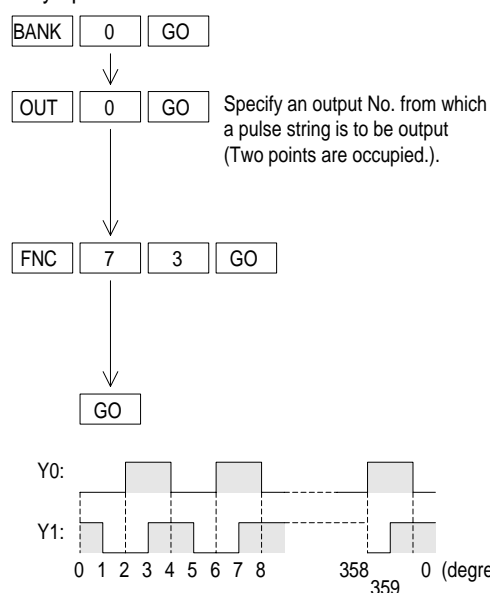 BANK 0 GO
OUT 0 GO Specify an output No. from which
a pulse string is to be output
(Two points are occupied.).
FNC 7 3 GO
GO
Y0:
Y1:
0 1 2 3 4 5 6 7 8 358 0 (degre
359